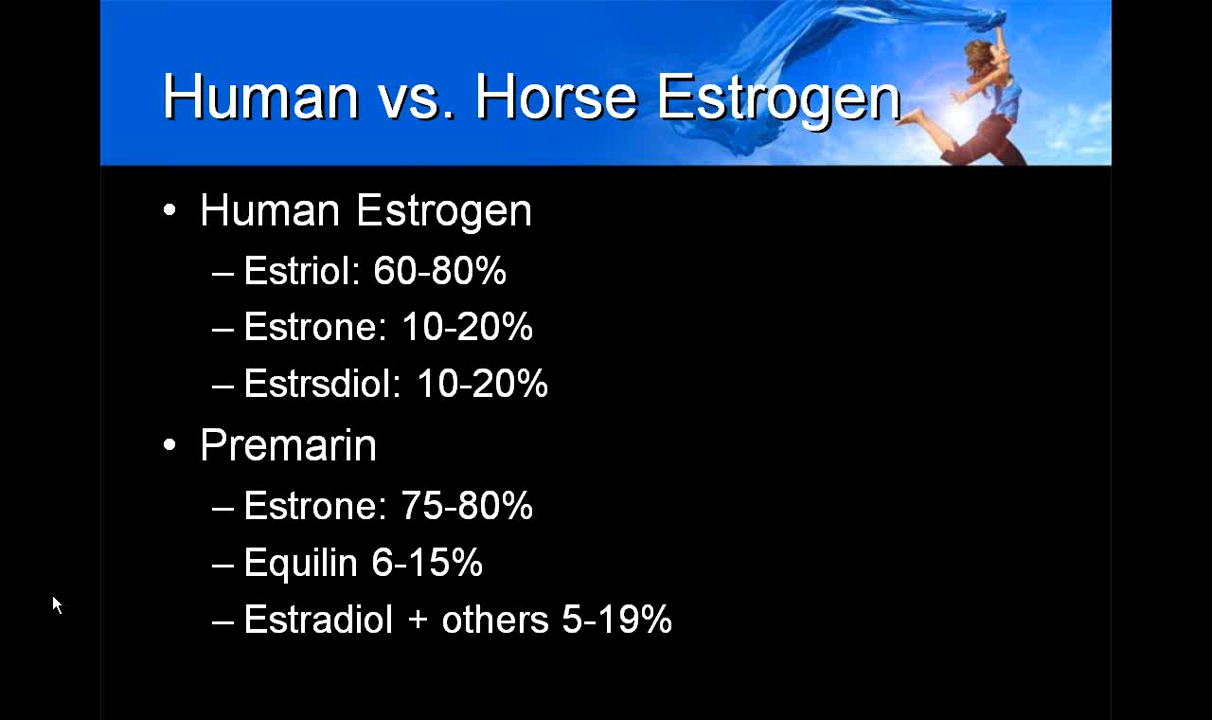 Human vs. Horse Estrogen
• Human Estrogen
– Estriol: 60-80%
– Estrone: 10-20%
– Estrsdiol: 10-20%
• Premarin
– Estrone: 75-80%
– Equilin 6-15%
– Estradiol + others 5-19%